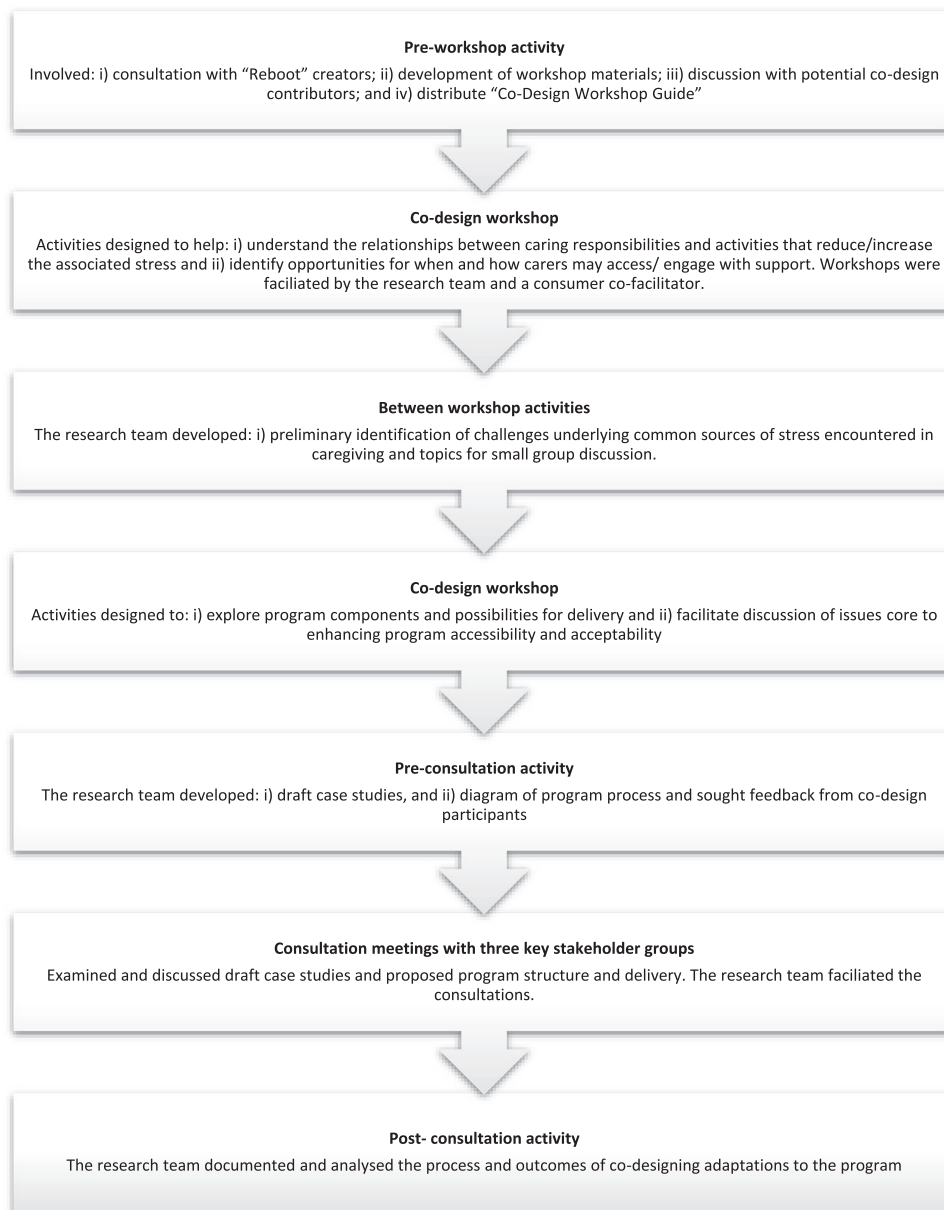 Pre-workshop activity
Involved: i) consultation with “Reboot” creators; ii) development of workshop materials; iii) discussion with potential co-design
contributors; and iv) distribute “Co-Design Workshop Guide”
Co-design workshop
Activities designed to help: i) understand the relationships between caring responsibilities and activities that reduce/increase
the associated stress and ii) identify opportunities for when and how carers may access/ engage with support. Workshops were
faciliated by the research team and a consumer co-facilitator.
Between workshop activities
The research team developed: i) preliminary identification of challenges underlying common sources of stress encountered in
caregiving and topics for small group discussion.
Co-design workshop
Activities designed to: i) explore program components and possibilities for delivery and ii) facilitate discussion of issues core to
enhancing program accessibility and acceptability
Pre-consultation activity
The research team developed: i) draft case studies, and ii) diagram of program process and sought feedback from co-design
participants
Consultation meetings with three key stakeholder groups
Examined and discussed draft case studies and proposed program structure and delivery. The research team faciliated the
consultations.
Post- consultation activity
The research team documented and analysed the process and outcomes of co-designing adaptations to the program